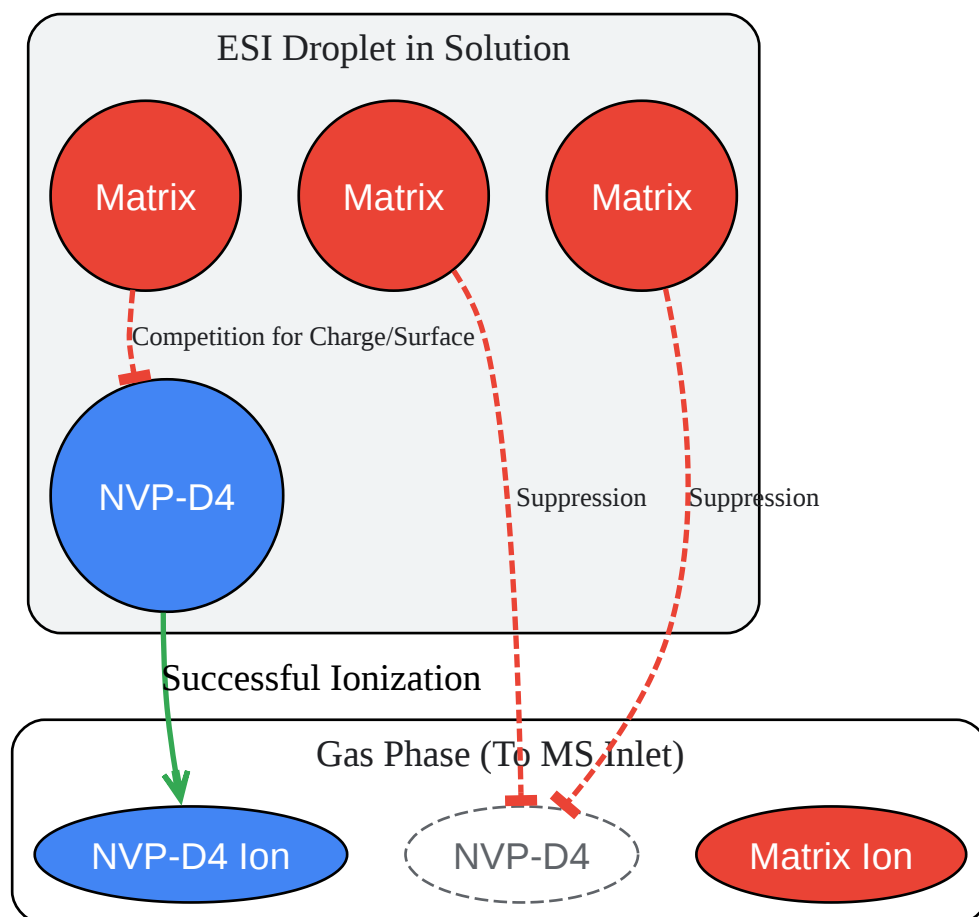 ESI Droplet in Solution
Matrix
Matrix
Matrix
Competition for Charge/Surface
NVP-D4
Suppression
Suppression
Successful Ionization
Gas Phase (To MS Inlet)
NVP-D4 Ion
NVP-D4
Matrix Ion